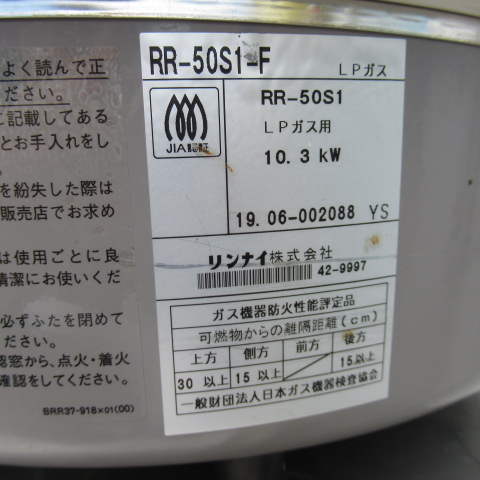 よく読んで正
ださい。
に記載してある
とお手入れをし
い。
を紛失した際は
販売店でお求め
は使用ごとに良
清潔にお使いくだ
必ずふたを閉めて
ください。
認窓から、点火・着火
確認をしてください。
BRR37-918×01(00)
RR-50S1-F
LPガス
JIA認証
RR-50S1
LPガス用
10.3 kW
19.06-002088 YS
リンナイ株式会社
42-9997
ガス機器防火性能評定品
可燃物からの離隔距離(cm)
上方 側方 前方 後方
30 以上 15 以上 15以上
一般財団法人日本ガス機器検査協会